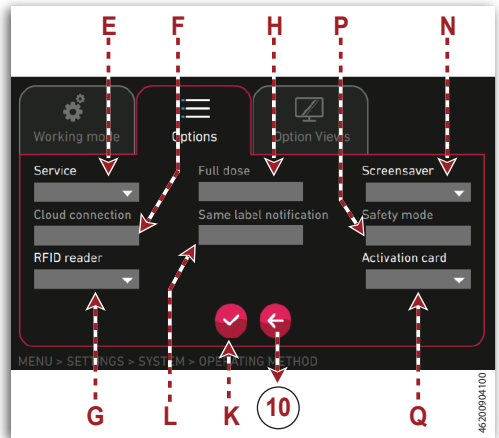 E F H P N
Working mode Options Option Views
Service Full dose Screensaver
Cloud connection Same label notification Safety mode
RFID reader Activation card
MENU > SETTINGS > SYSTEM > OPERATING METHOD
G L K 10 Q
46200904100